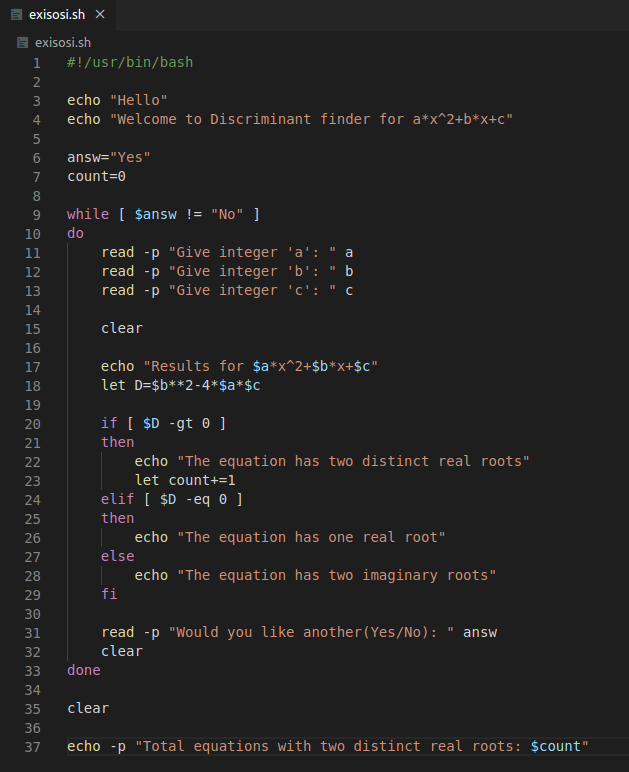 exisosi.sh ×
exisosi.sh
1 #!/usr/bin/bash
2
3 echo "Hello"
4 echo "Welcome to Discriminant finder for a*x^2+b*x+c"
5
6 answ="Yes"
7 count=0
8
9 while [ $answ != "No" ]
10 do
11     read -p "Give integer 'a': " a
12     read -p "Give integer 'b': " b
13     read -p "Give integer 'c': " c
14
15     clear
16
17     echo "Results for $a*x^2+$b*x+$c"
18     let D=$b**2-4*$a*$c
19
20     if [ $D -gt 0 ]
21     then
22         echo "The equation has two distinct real roots"
23         let count+=1
24     elif [ $D -eq 0 ]
25     then
26         echo "The equation has one real root"
27     else
28         echo "The equation has two imaginary roots"
29     fi
30
31     read -p "Would you like another(Yes/No): " answ
32     clear
33 done
34
35 clear
36
37 echo -p "Total equations with two distinct real roots: $count"